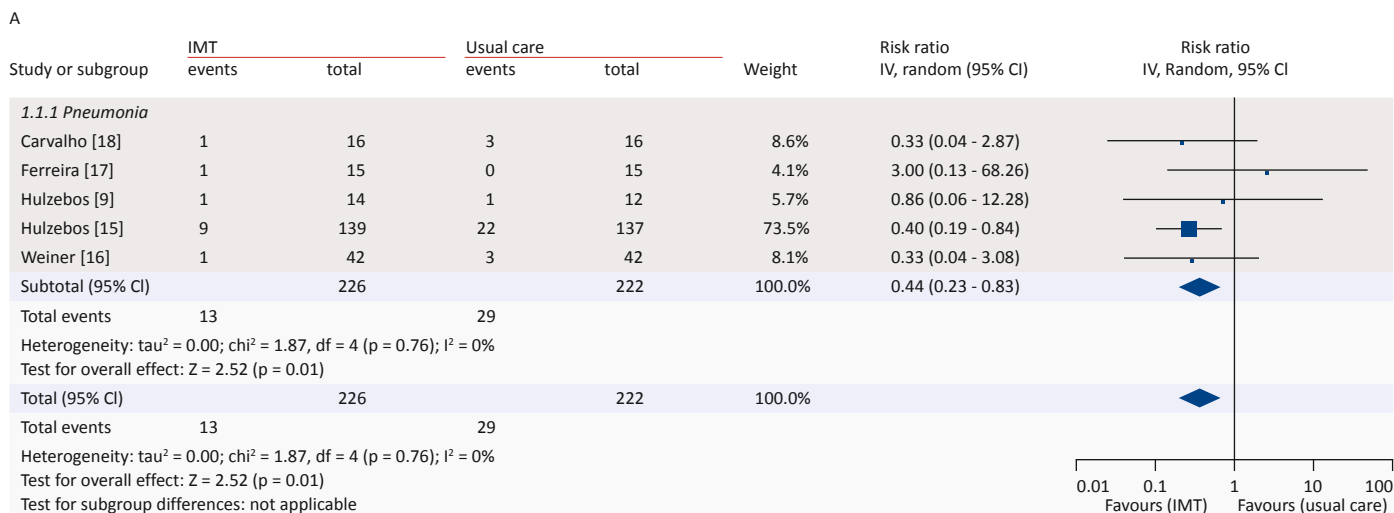 A
IMT Usual care Risk ratio Risk ratio
Study or subgroup events total events total Weight IV, random (95% CI) IV, Random, 95% CI
1.1.1 Pneumonia
Carvalho [18] 1 16 3 16 8.6% 0.33 (0.04 - 2.87)
Ferreira [17] 1 15 0 15 4.1% 3.00 (0.13 - 68.26)
Hulzebos [9] 1 14 1 12 5.7% 0.86 (0.06 - 12.28)
Hulzebos [15] 9 139 22 137 73.5% 0.40 (0.19 - 0.84)
Weiner [16] 1 42 3 42 8.1% 0.33 (0.04 - 3.08)
Subtotal (95% CI) 226 222 100.0% 0.44 (0.23 - 0.83)
Total events 13 29
Heterogeneity: tau² = 0.00; chi² = 1.87, df = 4 (p = 0.76); I² = 0%
Test for overall effect: Z = 2.52 (p = 0.01)
Total (95% CI) 226 222 100.0%
Total events 13 29
Heterogeneity: tau² = 0.00; chi² = 1.87, df = 4 (p = 0.76); I² = 0%
Test for overall effect: Z = 2.52 (p = 0.01)
0.01 0.1 1 10 100
Test for subgroup differences: not applicable Favours (IMT) Favours (usual care)